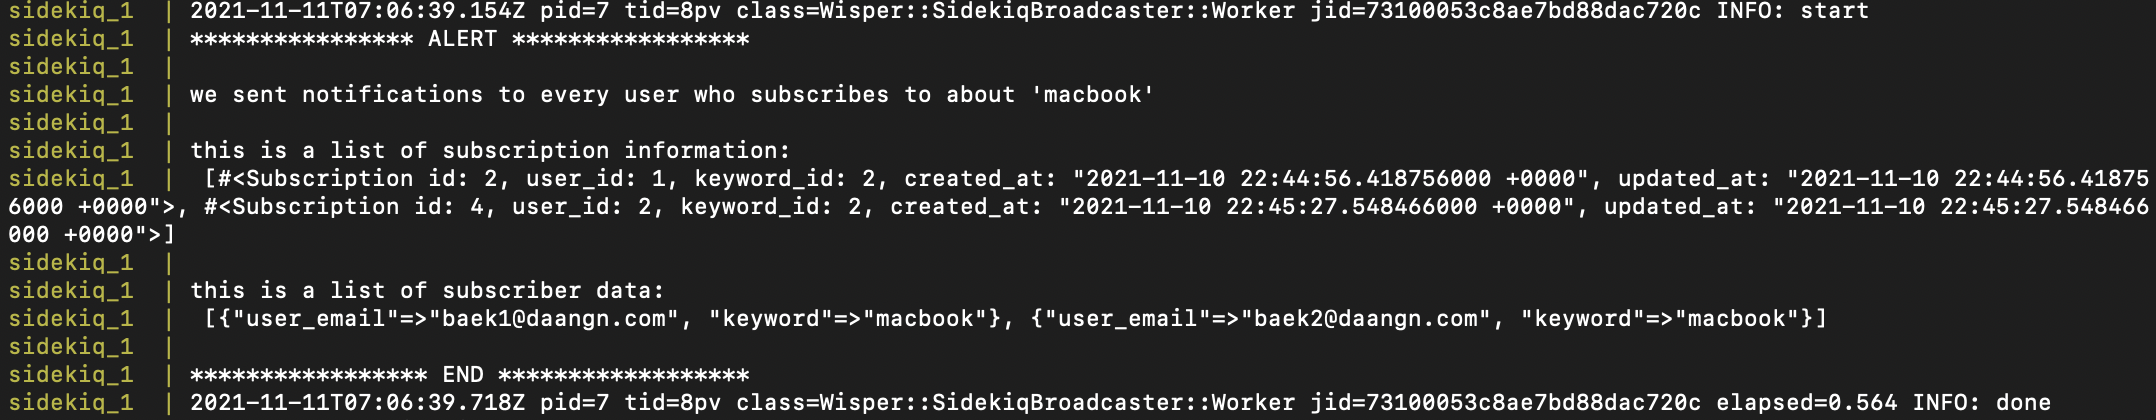 sidekiq_1  | 2021-11-11T07:06:39.154Z pid=7 tid=8pv class=Wisper::SidekiqBroadcaster::Worker jid=73100053c8ae7bd88dac720c INFO: start
sidekiq_1  | **************** ALERT *****************
sidekiq_1  |
sidekiq_1  | we sent notifications to every user who subscribes to about 'macbook'
sidekiq_1  |
sidekiq_1  | this is a list of subscription information:
sidekiq_1  |  [#<Subscription id: 2, user_id: 1, keyword_id: 2, created_at: "2021-11-10 22:44:56.418756000 +0000", updated_at: "2021-11-10 22:44:56.41875
6000 +0000">, #<Subscription id: 4, user_id: 2, keyword_id: 2, created_at: "2021-11-10 22:45:27.548466000 +0000", updated_at: "2021-11-10 22:45:27.548466
000 +0000">]
sidekiq_1  |
sidekiq_1  | this is a list of subscriber data:
sidekiq_1  |  [{"user_email"=>"baek1@daangn.com", "keyword"=>"macbook"}, {"user_email"=>"baek2@daangn.com", "keyword"=>"macbook"}]
sidekiq_1  |
sidekiq_1  | ***************** END ******************
sidekiq_1  | 2021-11-11T07:06:39.718Z pid=7 tid=8pv class=Wisper::SidekiqBroadcaster::Worker jid=73100053c8ae7bd88dac720c elapsed=0.564 INFO: done